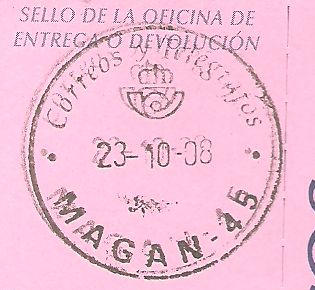 SELLO DE LA OFICINA DE
ENTREGA O DEVOLUCIÓN
Correos y Telégrafos
23-10-08
MAGAN-45